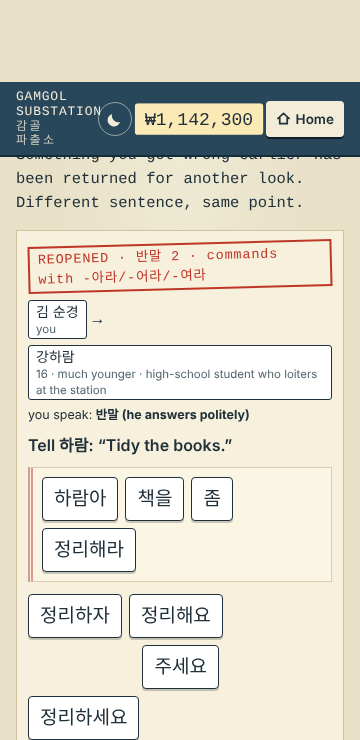 GAMGOL
SUBSTATION
감골
파출소
₩1,142,300
Home
Something you got wrong earlier has
been returned for another look.
Different sentence, same point.
REOPENED · 반말 2 · commands
with -아라/-어라/-여라
김 순경
you
→
강하람
16 · much younger · high-school student who loiters
at the station
you speak: 반말 (he answers politely)
Tell 하람: “Tidy the books.”
하람아 책을 좀
정리해라
정리하자 정리해요
주세요
정리하세요